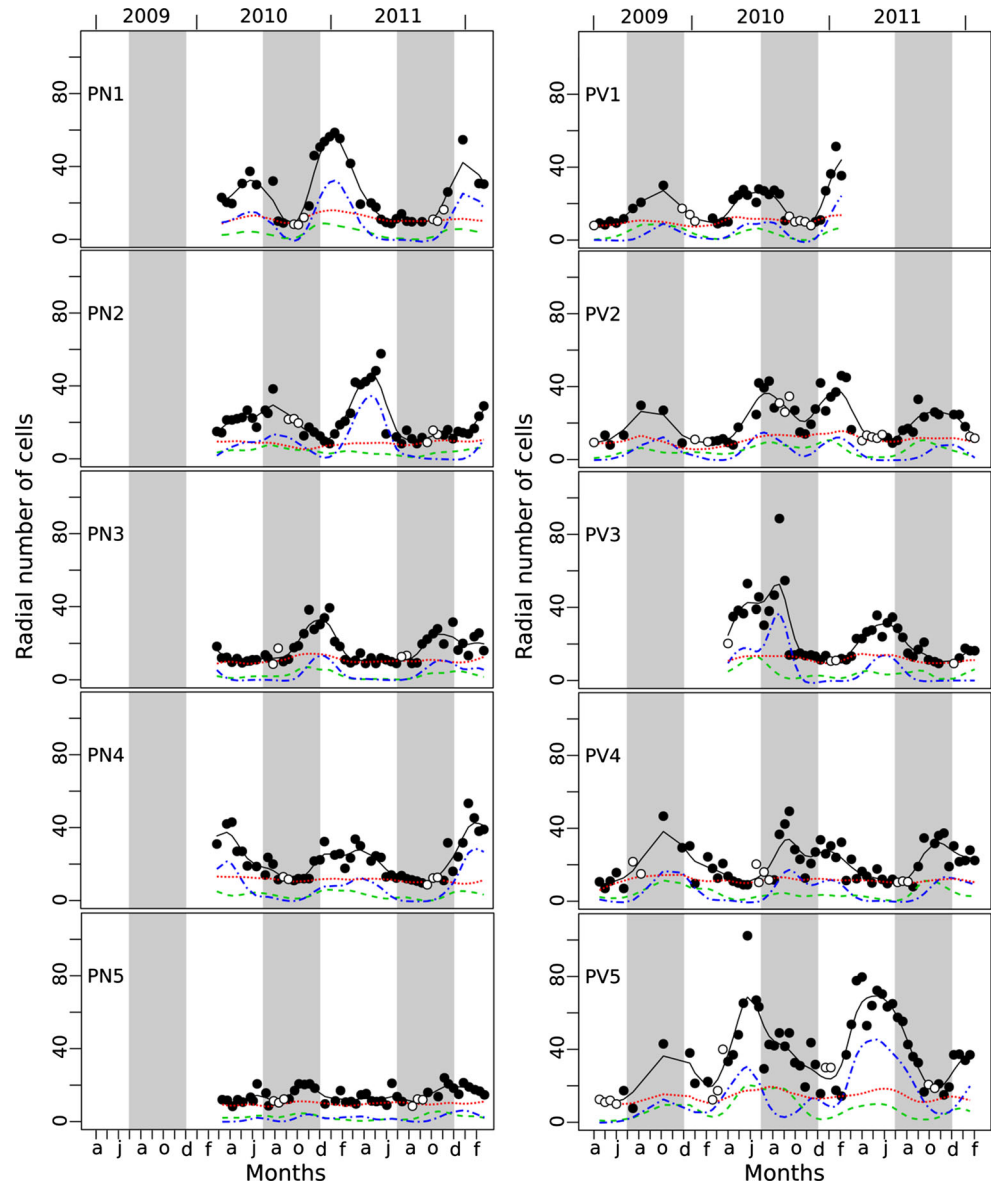 2009 2010 2011
2009 2010 2011
PN1
0 40 80
PV1
0 40 80
PN2
0 40 80
PV2
0 40 80
PN3
0 40 80
PV3
0 40 80
PN4
0 40 80
PV4
0 40 80
PN5
0 40 80
PV5
0 40 80
Radial number of cells
Radial number of cells
a j a o d f a j a o d f a j a o d f
a j a o d f a j a o d f a j a o d f
Months
Months